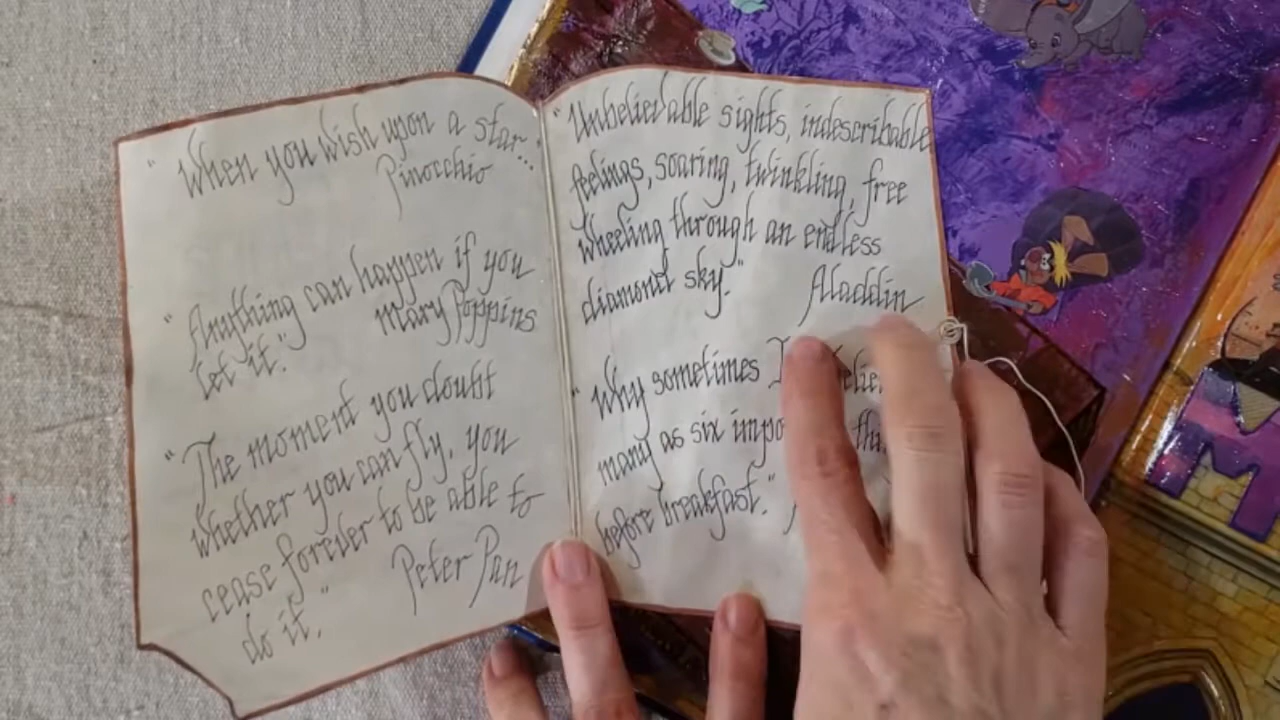 " When you wish upon a star..."
Pinocchio
" Anything can happen if you
let it."
Mary Poppins
" The moment you doubt
whether you can fly, you
cease forever to be able to
do it."
Peter Pan
" Unbelievable sights, indescribable
feelings, soaring, twinkling, free
wheeling through an endless
diamond sky."
Aladdin
" Why sometimes I
many as six
before breakfast."
M